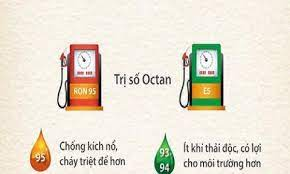 RON 95
Trị số Octan
E5
Chống kích nổ,
cháy triệt để hơn
95
93
94
Ít khí thải độc, có lợi
cho môi trường hơn